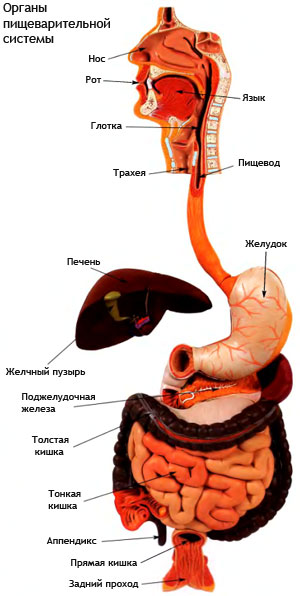 Органы
пищеварительной
системы
Нос
Рот
Язык
Глотка
Трахея
Пищевод
Желудок
Печень
Желчный пузырь
Поджелудочная
железа
Толстая
кишка
Тонкая
кишка
Аппендикс
Прямая кишка
Задний проход